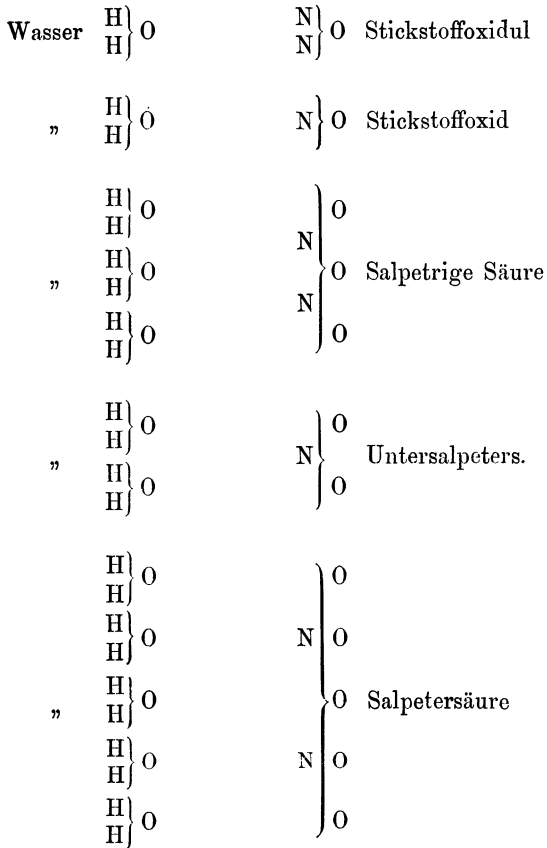 Wasser H H } O N N } O Stickstoffoxidul
„ H H } O N } O Stickstoffoxid
H H } O O
N
„ H H } O O Salpetrige Säure
N
H H } O O
H H } O O
„ N } Untersalpeters.
H H } O O
H H } O O
H H } O N O
„ H H } O O Salpetersäure
H H } O N O
H H } O O